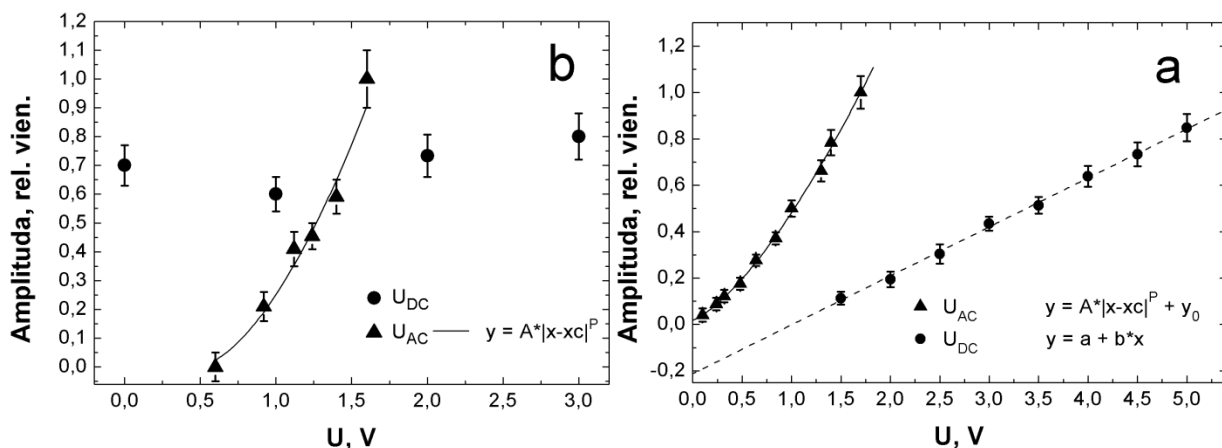 b
Amplituda, rel. vien.
1,1
1,0
0,9
0,8
0,7
0,6
0,5
0,4
0,3
0,2
0,1
0,0
U_DC
U_AC y = A*|x-xc|^P
0,0 0,5 1,0 1,5 2,0 2,5 3,0
U, V
a
Amplituda, rel. vien.
1,0
0,8
0,6
0,4
0,2
0,0
-0,2
U_AC y = A*|x-xc|^P + y_0
U_DC y = a + b*x
0,0 0,5 1,0 1,5 2,0 2,5 3,0 3,5 4,0 4,5 5,0
U, V